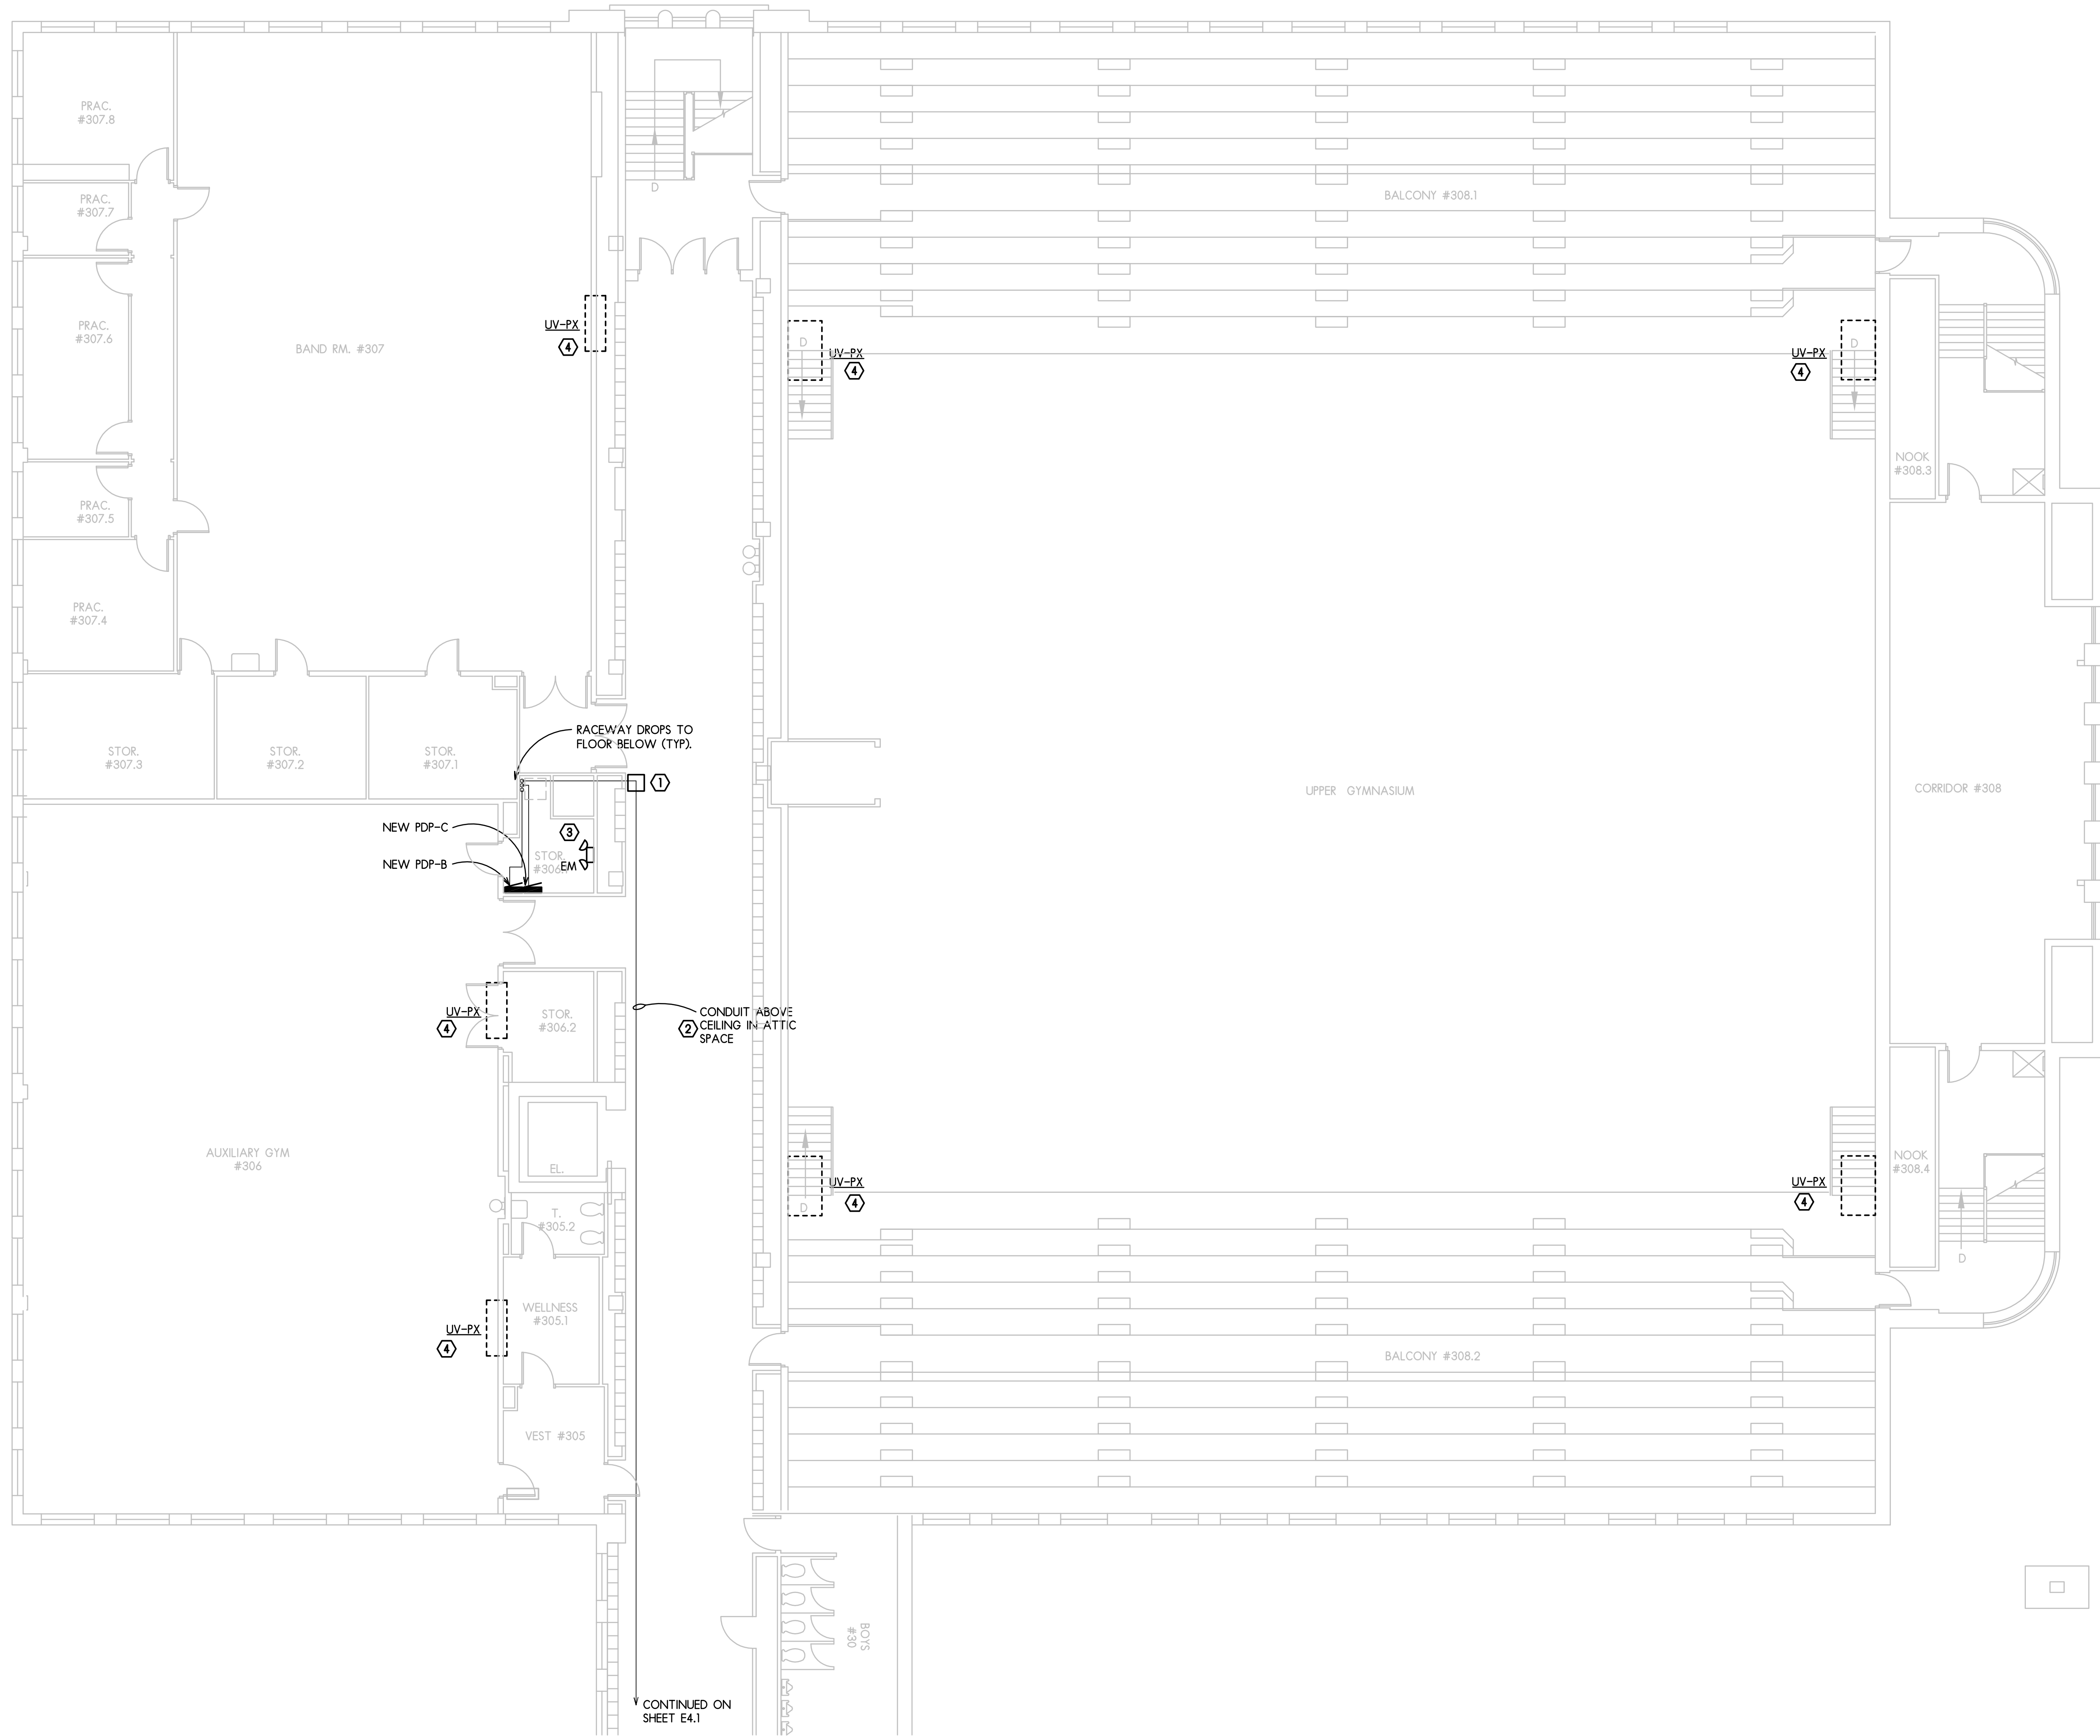 PRAC.
#307.8
PRAC.
#307.7
D
BALCONY #308.1
PRAC.
#307.6
BAND RM. #307
UV-PX
4
D
UV-PX
4
UV-PX
4
D
NOOK
#308.3
PRAC.
#307.5
PRAC.
#307.4
STOR.
#307.3
STOR.
#307.2
STOR.
#307.1
RACEWAY DROPS TO
FLOOR BELOW (TYP).
1
UPPER GYMNASIUM
CORRIDOR #308
NEW PDP-C
NEW PDP-B
3
STOR.
EM
UV-PX
4
STOR.
#306.2
2
CONDUIT ABOVE
CEILING IN ATTIC
SPACE
AUXILIARY GYM
#306
EL.
T.
#305.2
UV-PX
4
D
UV-PX
4
NOOK
#308.4
D
WELLNESS
#305.1
UV-PX
4
BALCONY #308.2
VEST #305
BOYS
#30
CONTINUED ON
SHEET E4.1